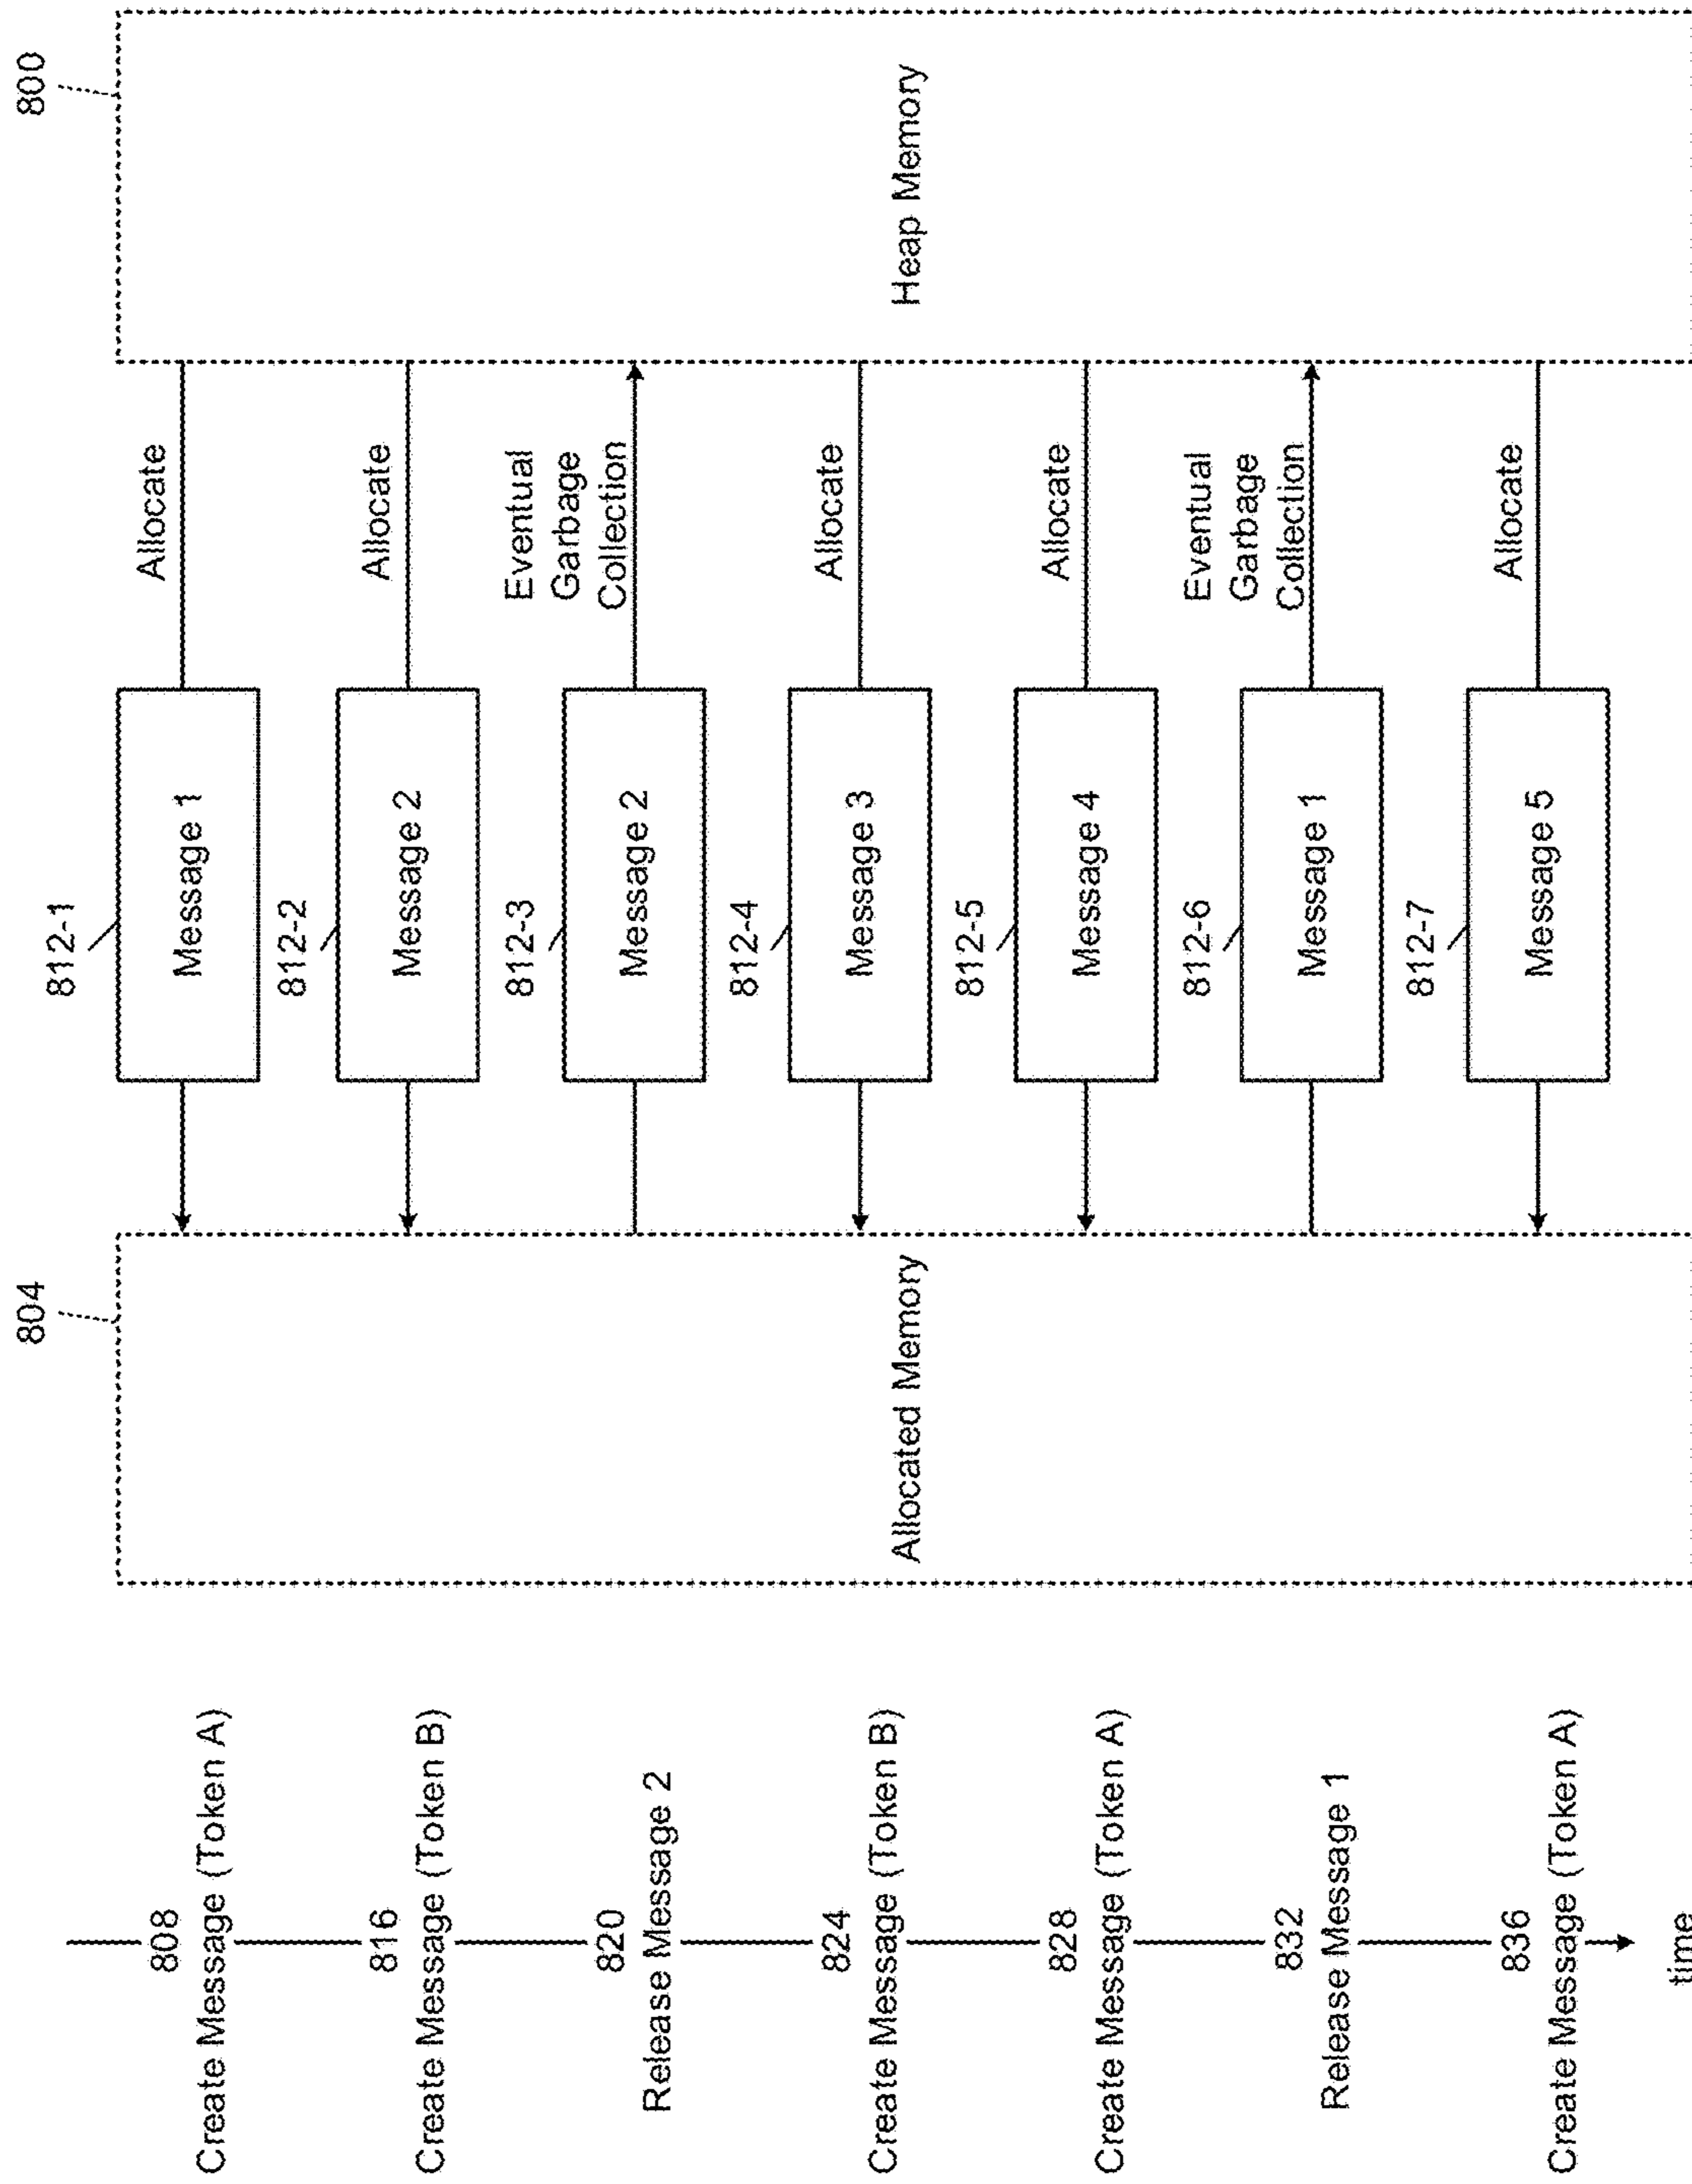 800
804
Heap Memory
Allocated Memory
808
Create Message (Token A)
812-1
Message 1
Allocate
816
Create Message (Token B)
812-2
Message 2
Allocate
820
Release Message 2
812-3
Message 2
Eventual
Garbage
Collection
824
Create Message (Token B)
812-4
Message 3
Allocate
828
Create Message (Token A)
812-5
Message 4
Allocate
832
Release Message 1
812-6
Message 1
Eventual
Garbage
Collection
836
Create Message (Token A)
812-7
Message 5
Allocate
time